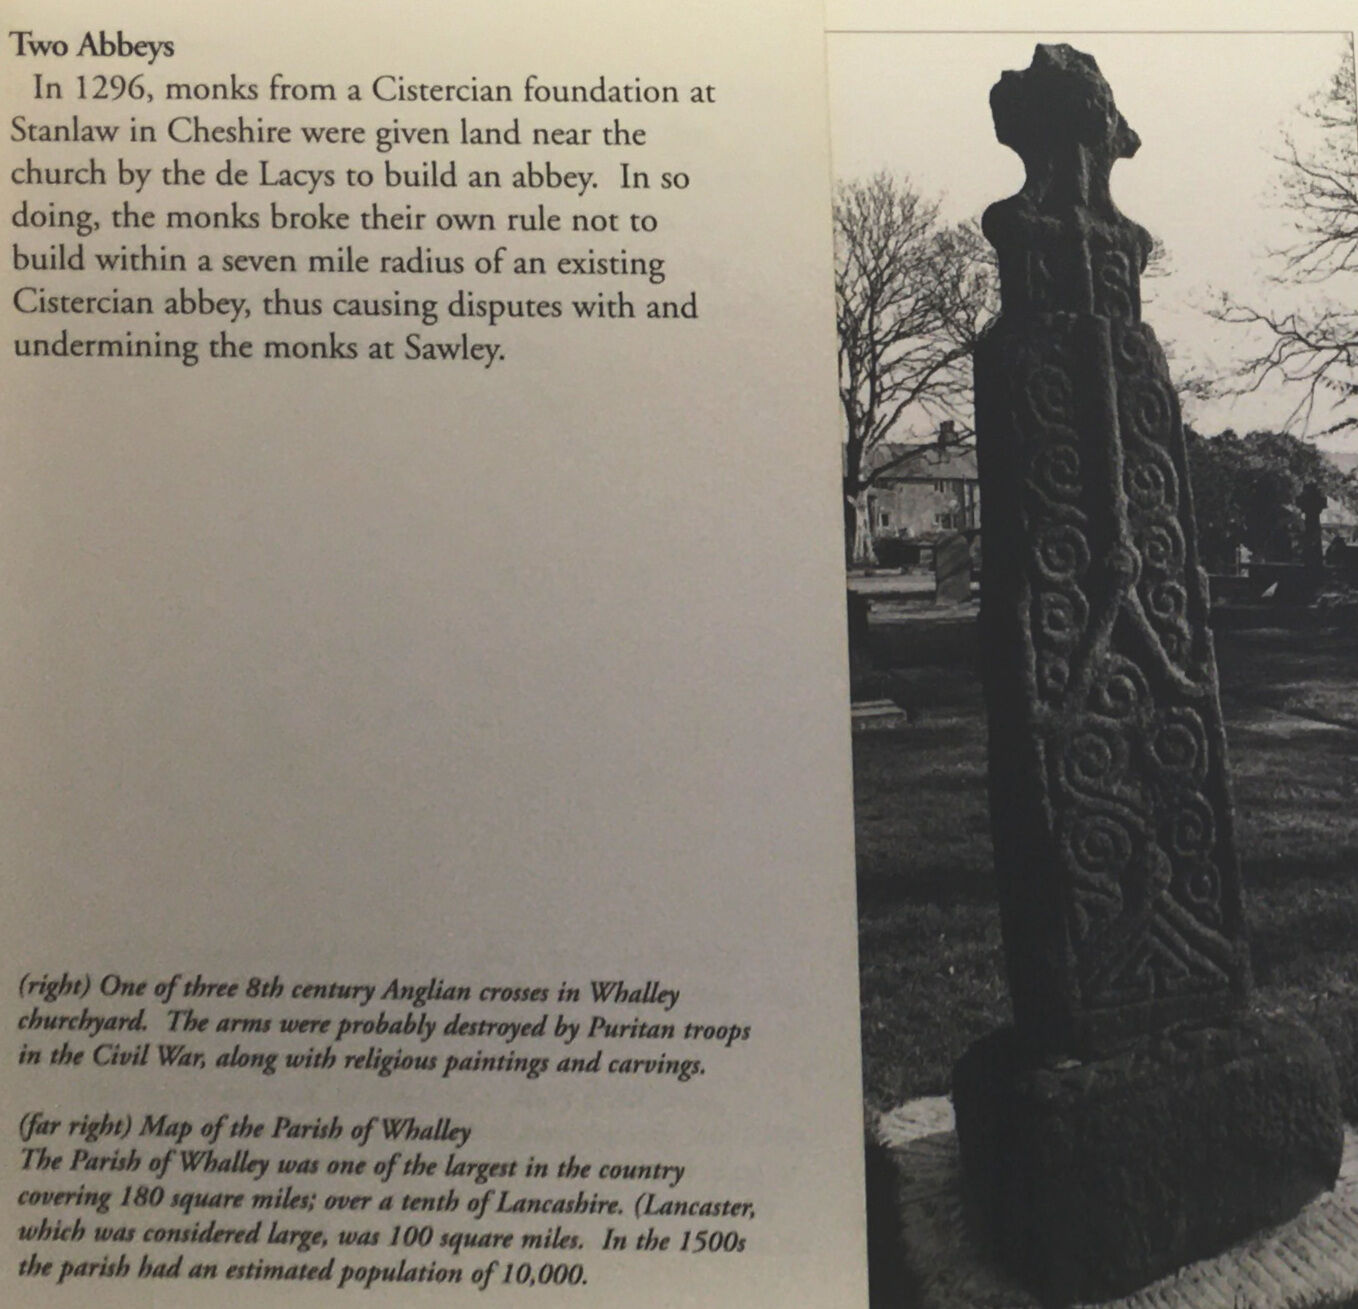 Two Abbeys
In 1296, monks from a Cistercian foundation at
Stanlaw in Cheshire were given land near the
church by the de Lacys to build an abbey. In so
doing, the monks broke their own rule not to
build within a seven mile radius of an existing
Cistercian abbey, thus causing disputes with and
undermining the monks at Sawley.
(right) One of three 8th century Anglian crosses in Whalley
churchyard. The arms were probably destroyed by Puritan troops
in the Civil War, along with religious paintings and carvings.
(far right) Map of the Parish of Whalley
The Parish of Whalley was one of the largest in the country
covering 180 square miles; over a tenth of Lancashire. (Lancaster,
which was considered large, was 100 square miles. In the 1500s
the parish had an estimated population of 10,000.